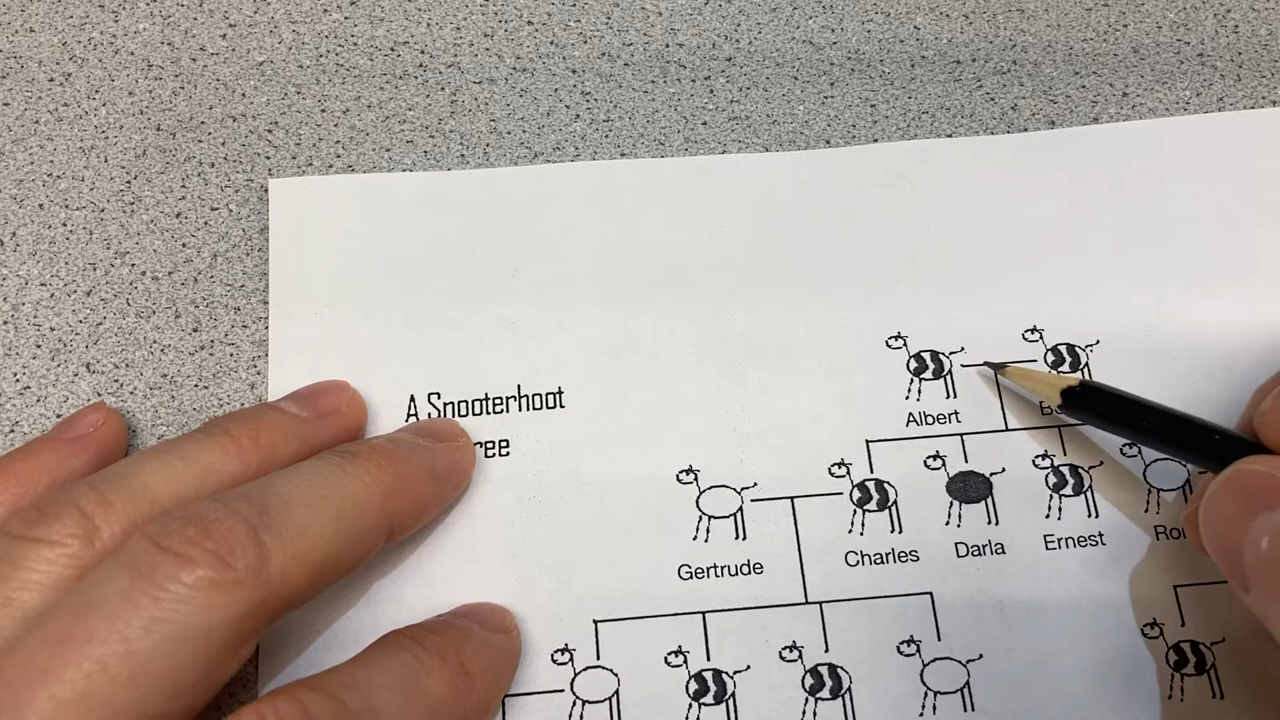 A Snooterhoot
Albert
Gertrude
Charles
Darla
Ernest